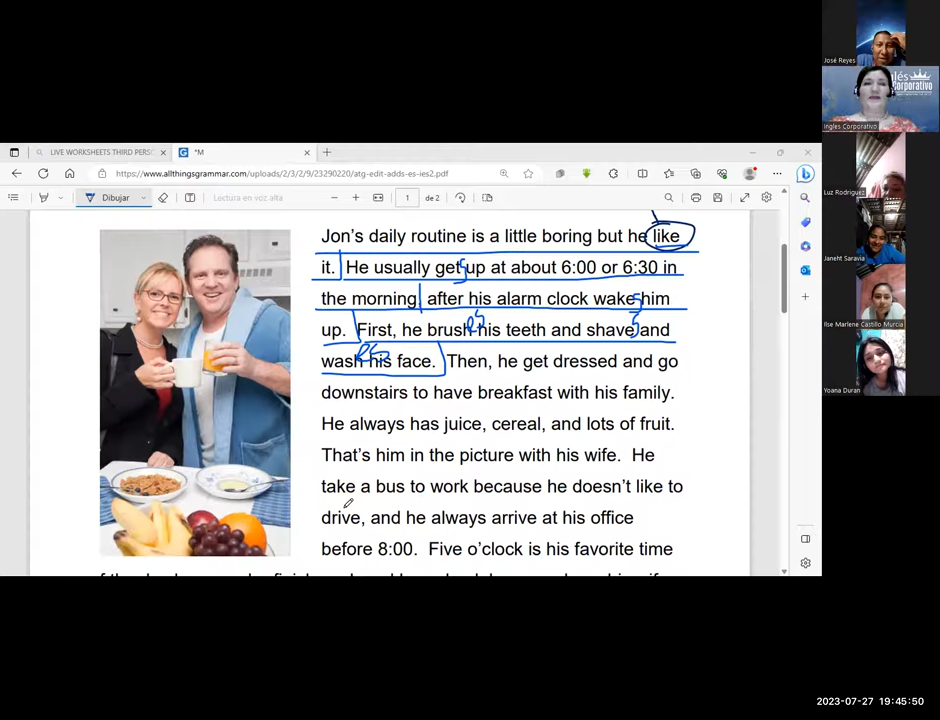 José Reyes
Inglés Corporativo
Luz Rodriguez
Janeht Saravia
Ilse Marlene Castillo Murcia
Yoana Duran
LIVE WORKSHEETS THIRD PERS
"M
https://www.allthingsgrammar.com/uploads/2/3/2/9/23290220/atg-edit-adds-es-ies2.pdf
Dibujar
Lectura en voz alta
1
de 2
Jon's daily routine is a little boring but he like
it. He usually get s up at about 6:00 or 6:30 in
the morning, after his alarm clock wake s him
up. First, he brush es his teeth and shave s and
wash es his face. Then, he get dressed and go
downstairs to have breakfast with his family.
He always has juice, cereal, and lots of fruit.
That's him in the picture with his wife. He
take a bus to work because he doesn't like to
drive, and he always arrive at his office
before 8:00. Five o'clock is his favorite time
2023-07-27 19:45:50